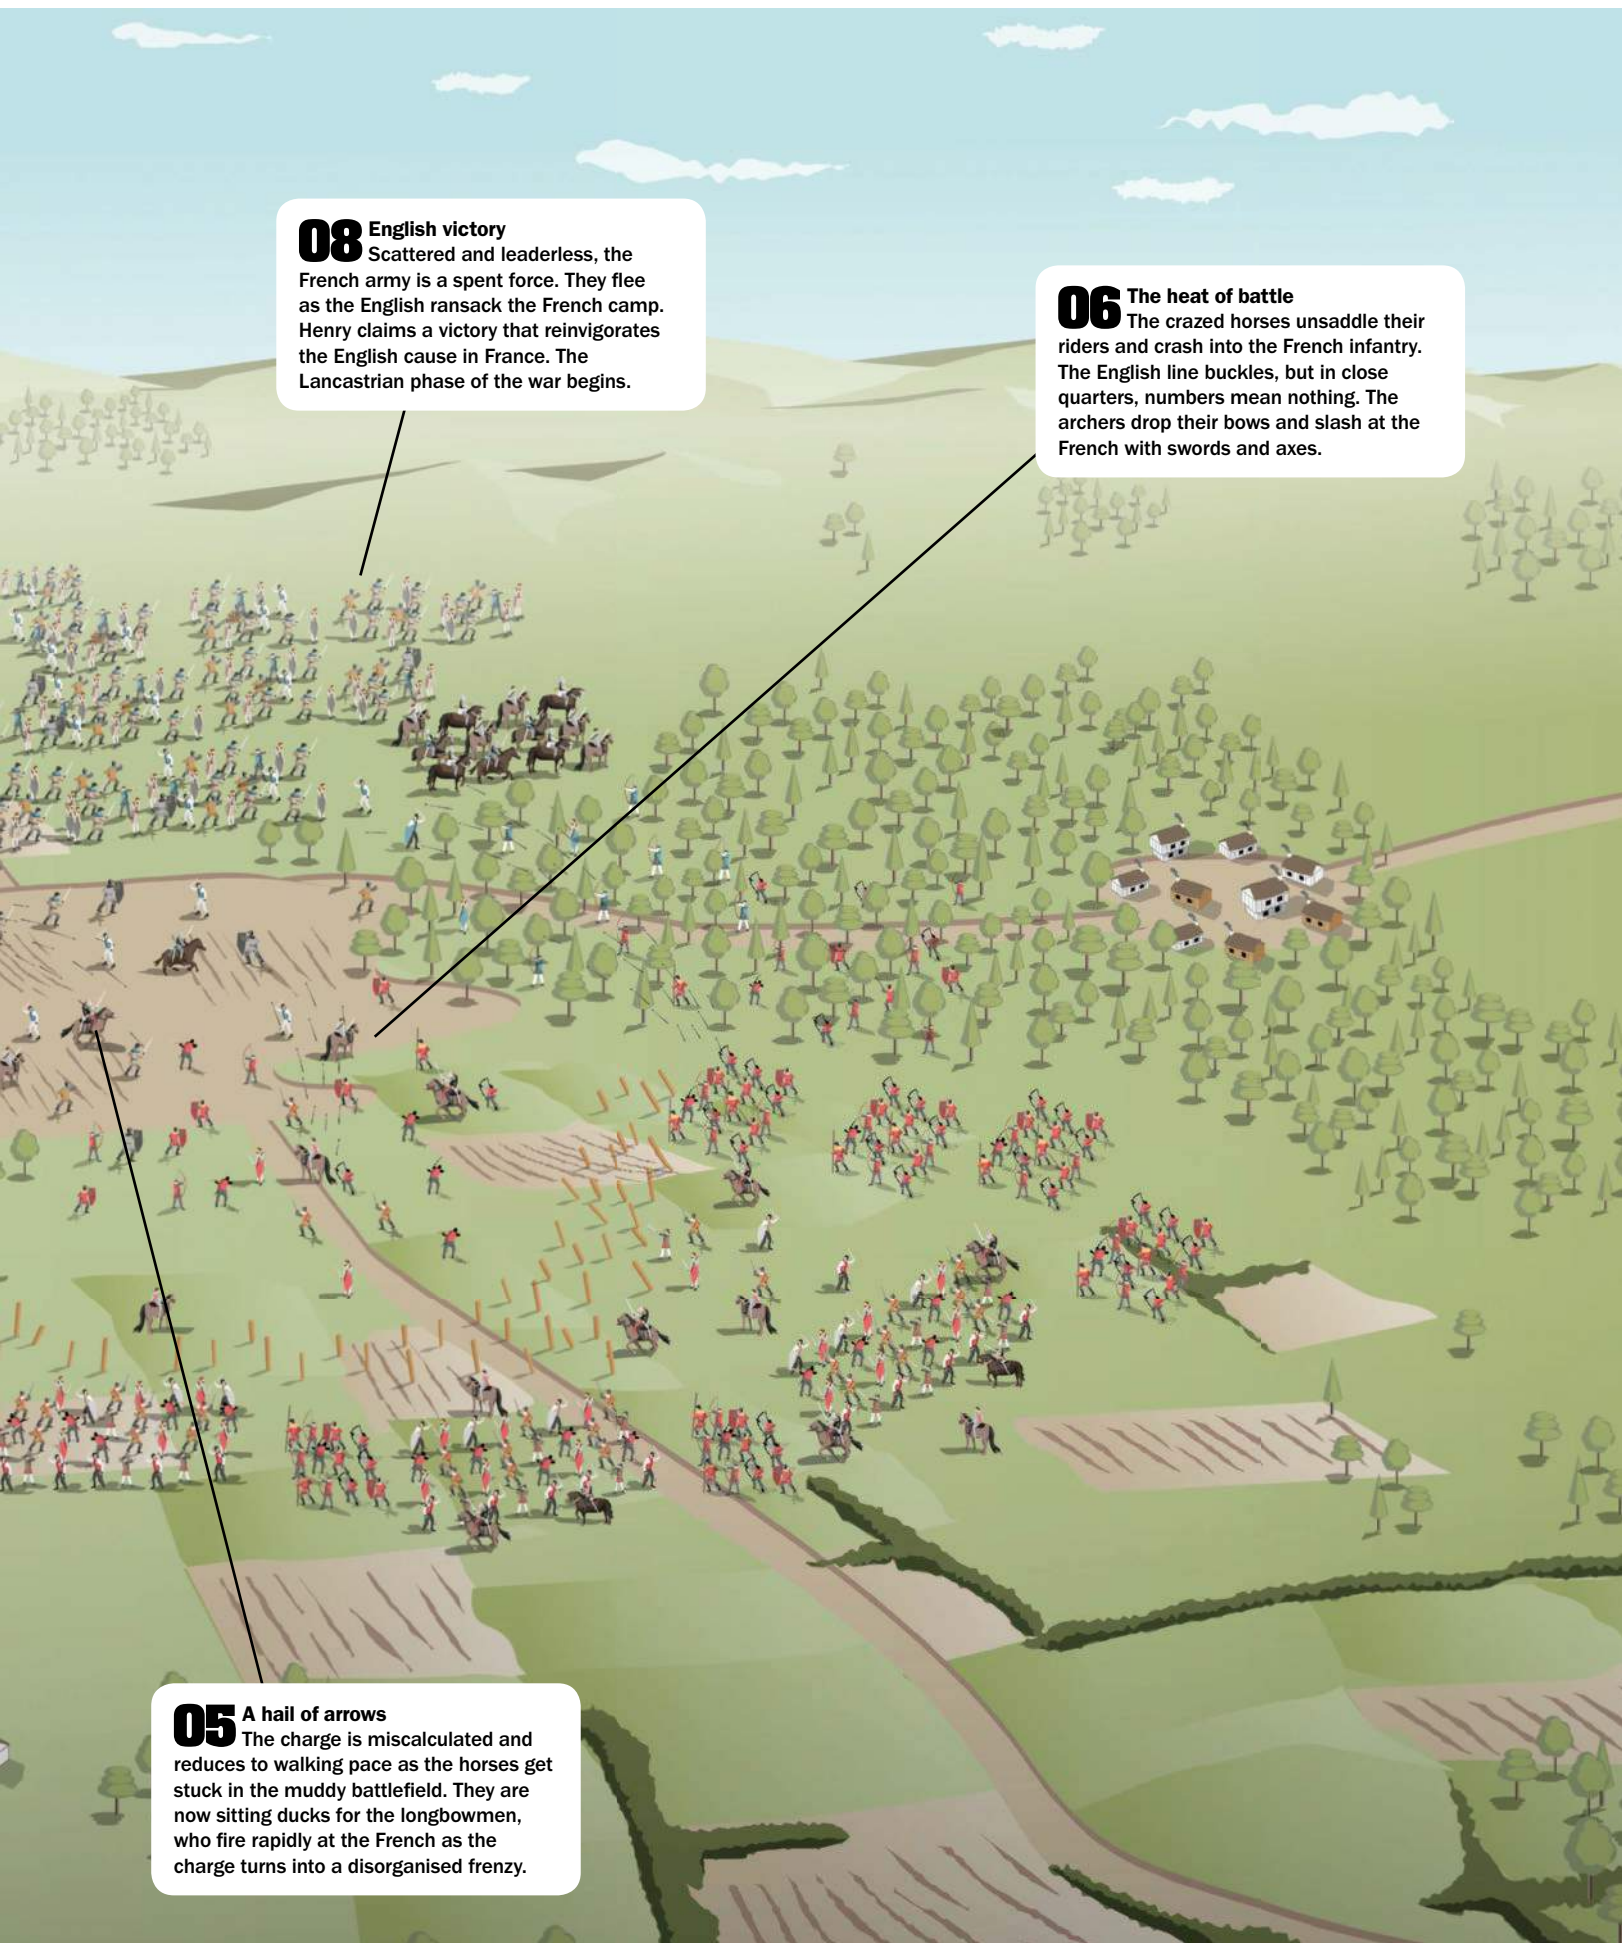 08 English victory
Scattered and leaderless, the
French army is a spent force. They flee
as the English ransack the French camp.
Henry claims a victory that reinvigorates
the English cause in France. The
Lancastrian phase of the war begins.
06 The heat of battle
The crazed horses unsaddle their
riders and crash into the French infantry.
The English line buckles, but in close
quarters, numbers mean nothing. The
archers drop their bows and slash at the
French with swords and axes.
05 A hail of arrows
The charge is miscalculated and
reduces to walking pace as the horses get
stuck in the muddy battlefield. They are
now sitting ducks for the longbowmen,
who fire rapidly at the French as the
charge turns into a disorganised frenzy.